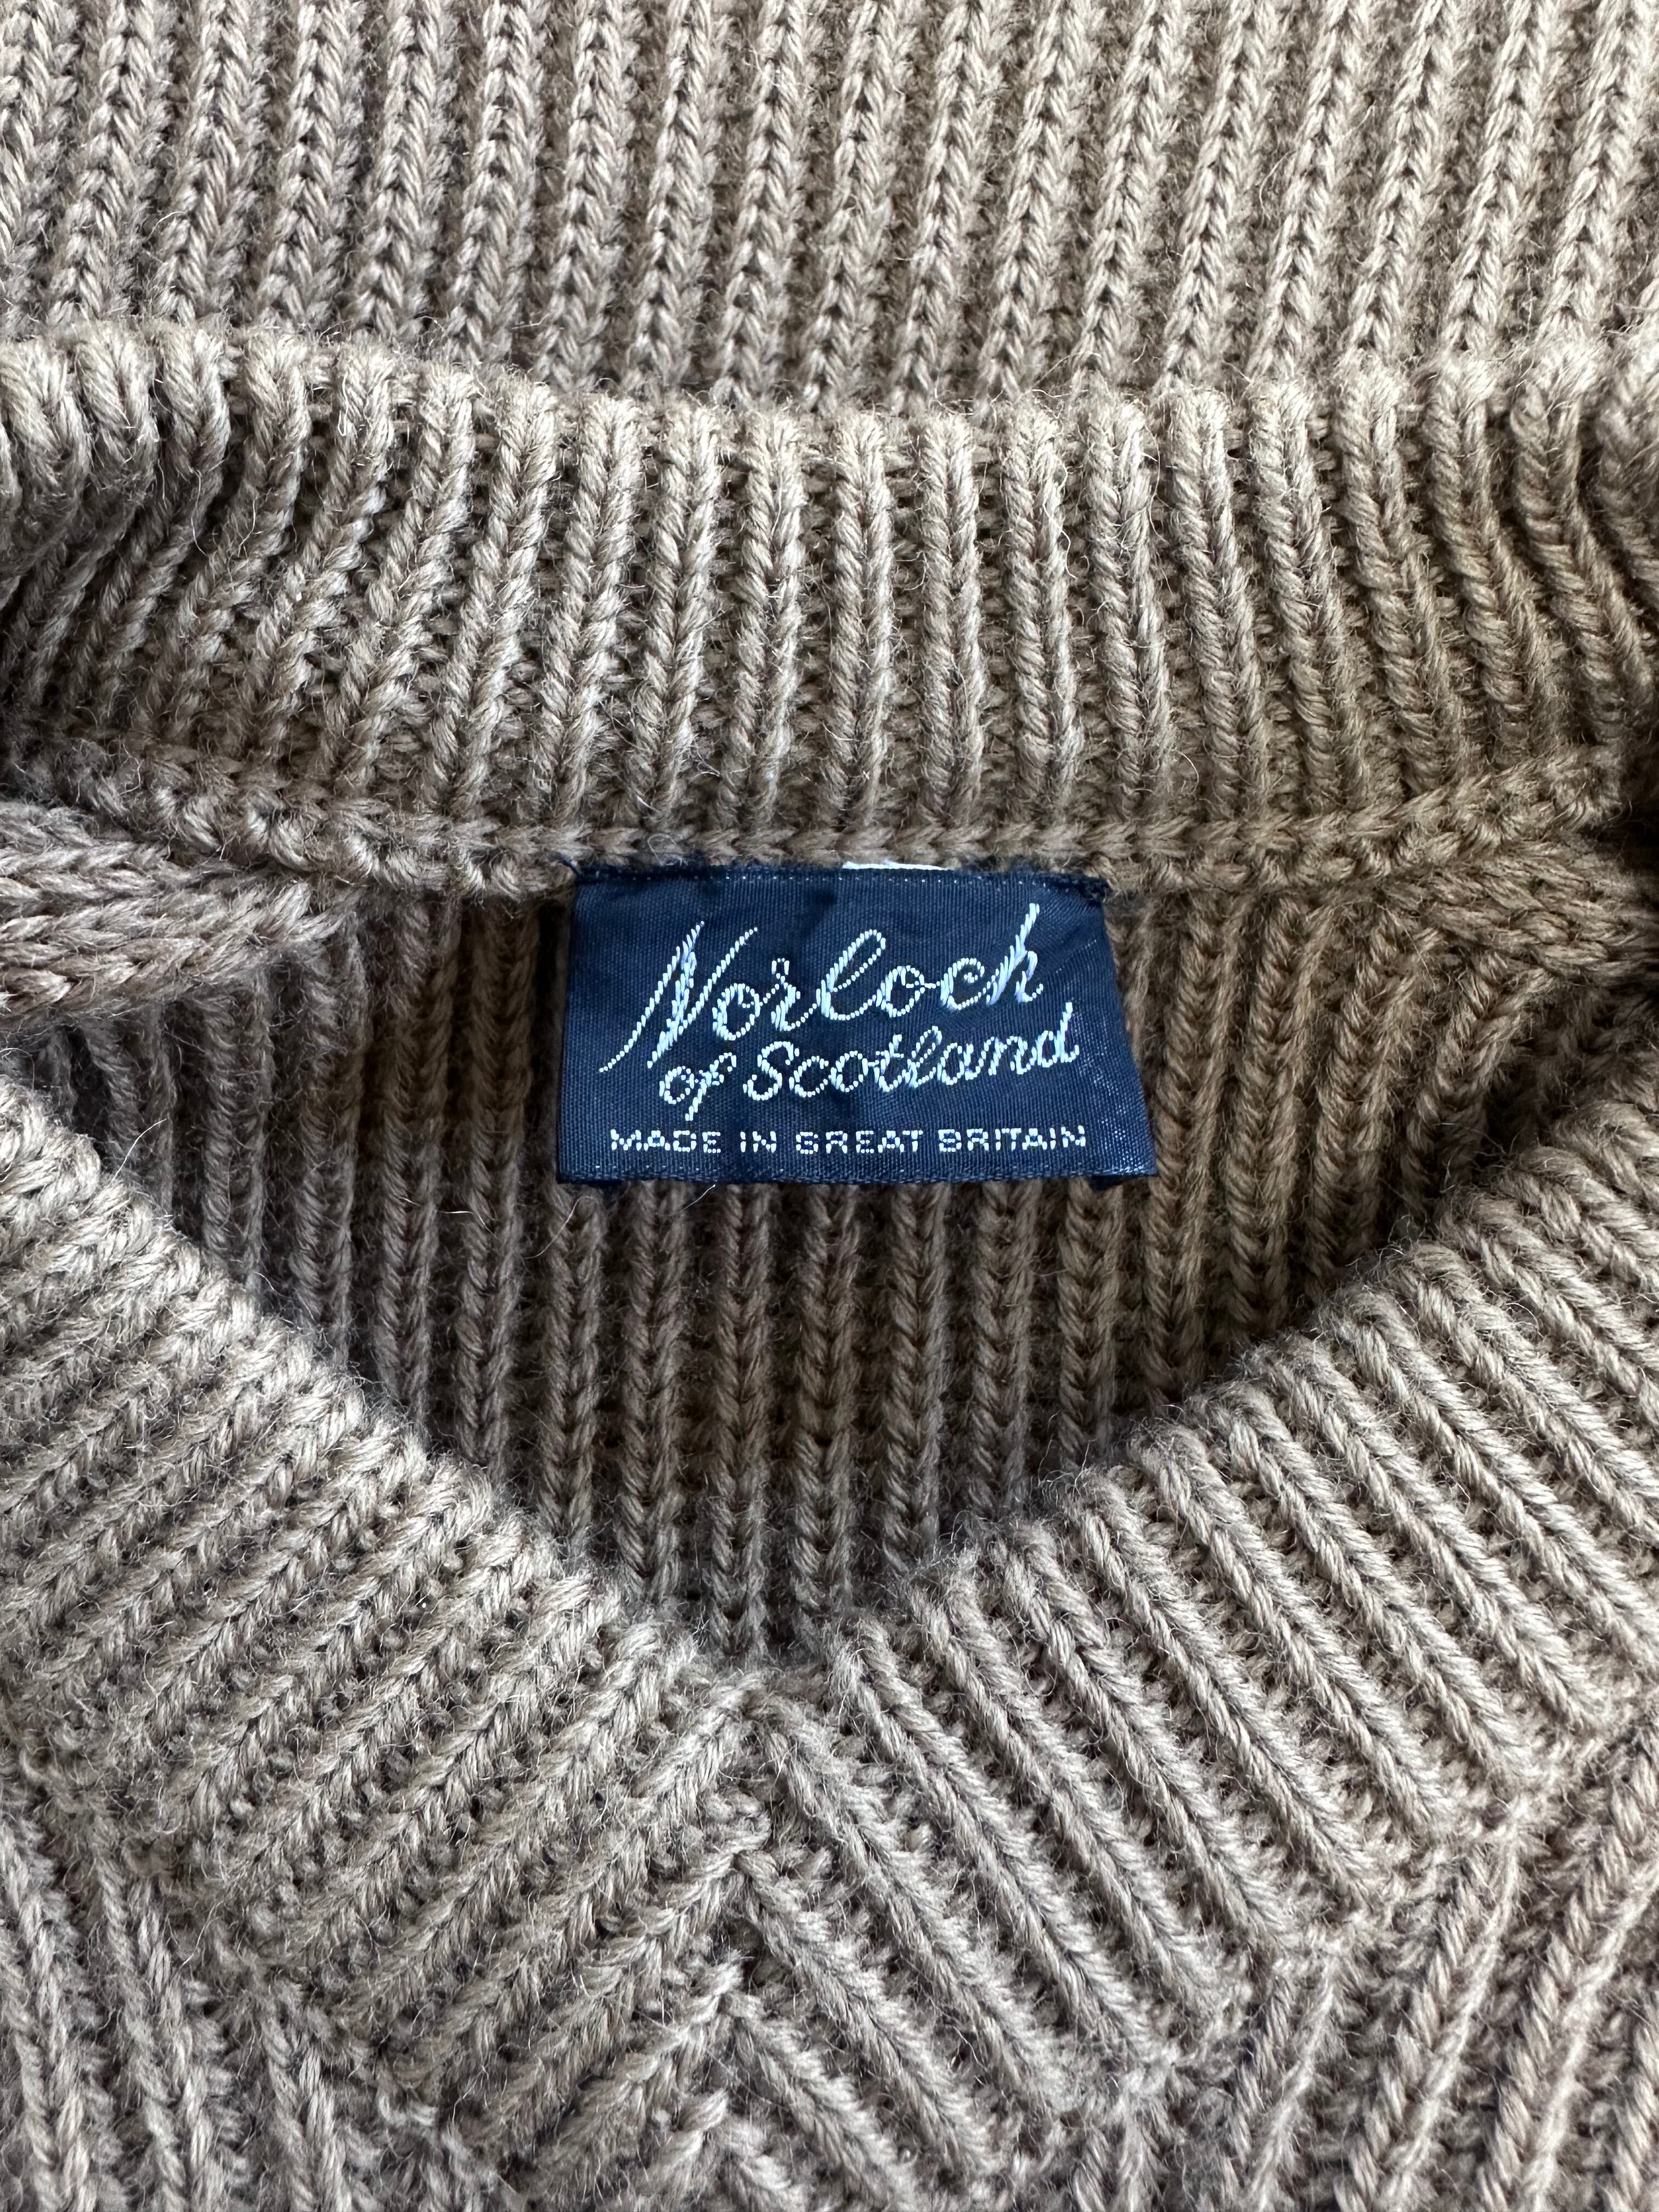 Norloch
of Scotland
MADE IN GREAT BRITAIN